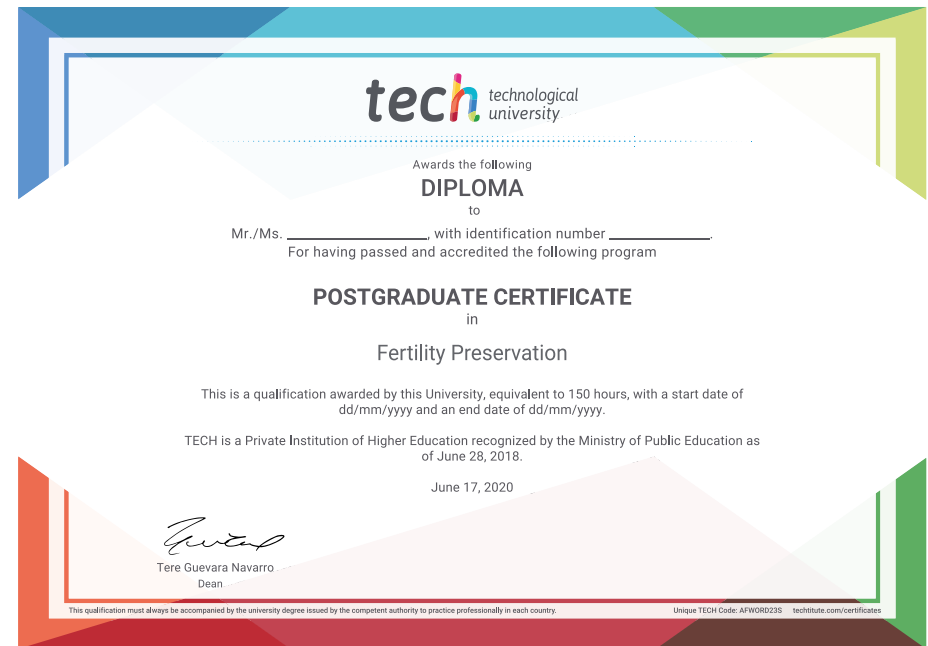 tech technological
university
Awards the following
DIPLOMA
to
Mr./Ms. ____________________, with identification number ______________.
For having passed and accredited the following program
POSTGRADUATE CERTIFICATE
in
Fertility Preservation
This is a qualification awarded by this University, equivalent to 150 hours, with a start date of
dd/mm/yyyy and an end date of dd/mm/yyyy.
TECH is a Private Institution of Higher Education recognized by the Ministry of Public Education as
of June 28, 2018.
June 17, 2020
Tere Guevara Navarro
Dean
This qualification must always be accompanied by the university degree issued by the competent authority to practice professionally in each country.
Unique TECH Code: AFWORD23S techtitute.com/certificates